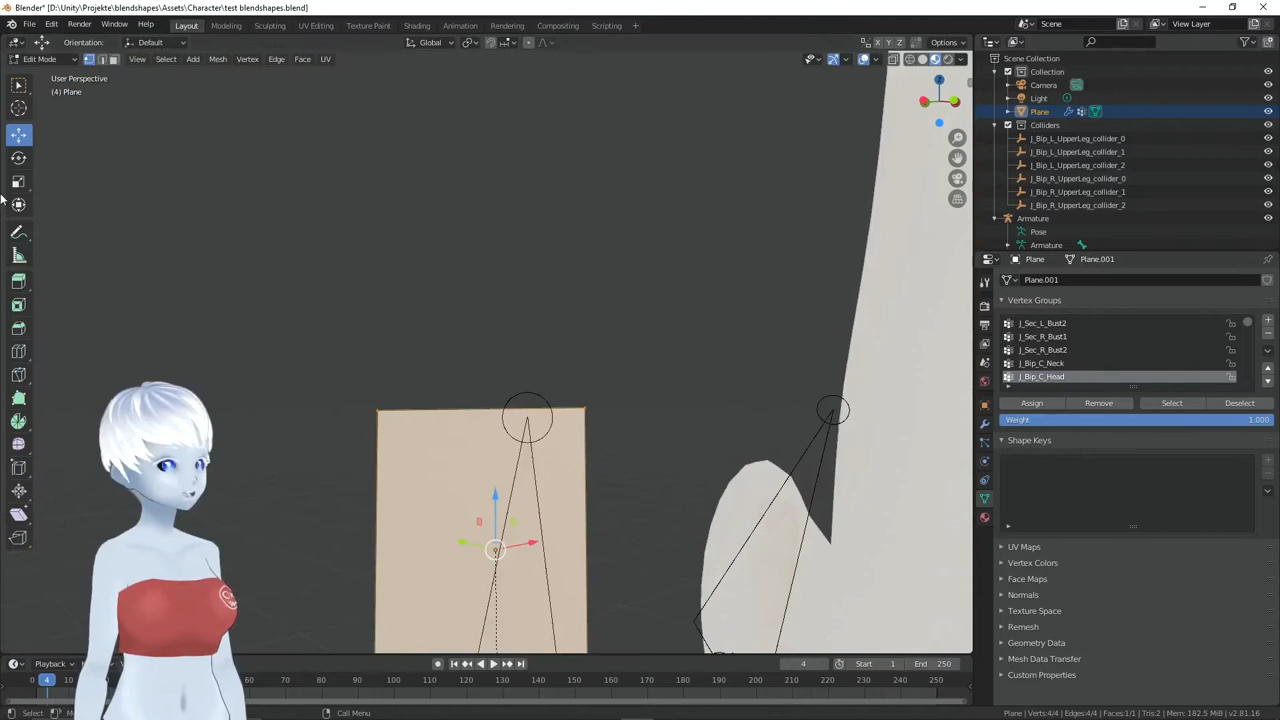 Blender* [D:\Unity\Projekte\blendshapes\Assets\Character\test blendshapes.blend]
File Edit Render Window Help Layout Modeling Sculpting UV Editing Texture Paint Shading Animation Rendering Compositing Scripting + Scene View Layer
Orientation: Default Global X Y Z Options
Edit Mode View Select Add Mesh Vertex Edge Face UV
User Perspective
(4) Plane
Z
Scene Collection
Collection
Camera
Light
Plane
Colliders
J_Bip_L_UpperLeg_collider_0
J_Bip_L_UpperLeg_collider_1
J_Bip_L_UpperLeg_collider_2
J_Bip_R_UpperLeg_collider_0
J_Bip_R_UpperLeg_collider_1
J_Bip_R_UpperLeg_collider_2
Armature
Pose
Armature
Plane Plane.001
Plane.001
Vertex Groups
J_Sec_L_Bust2
J_Sec_R_Bust1
J_Sec_R_Bust2
J_Bip_C_Neck
J_Bip_C_Head
Assign Remove Select Deselect
Weight 1.000
Shape Keys
UV Maps
Vertex Colors
Face Maps
Normals
Texture Space
Remesh
Geometry Data
Mesh Data Transfer
Custom Properties
Playback 4 Start 1 End 250
0 4 10 60 70 80 90 100 110 120 130 140 150 160 170 180 190 200 210 220 230 240 250
Select Call Menu Plane | Verts:4/4 | Edges:4/4 | Faces:1/1 | Tris:2 | Mem: 182.5 MiB | v2.81.16